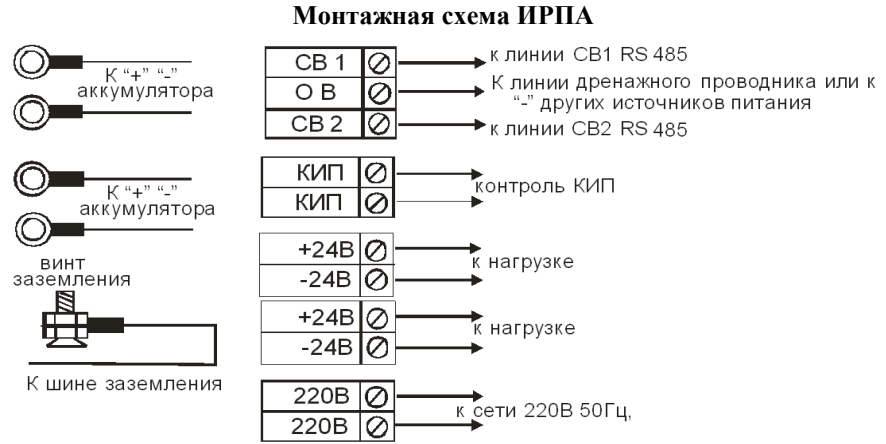 Монтажная схема ИРПА
К “+” “-”
аккумулятора
К “+” “-”
аккумулятора
винт
заземления
К шине заземления
СВ 1
к линии СВ1 RS 485
О В
К линии дренажного проводника или к
“-” других источников питания
СВ 2
к линии СВ2 RS 485
КИП
КИП
контроль КИП
+24В
-24В
к нагрузке
+24В
-24В
к нагрузке
220В
220В
к сети 220В 50Гц,